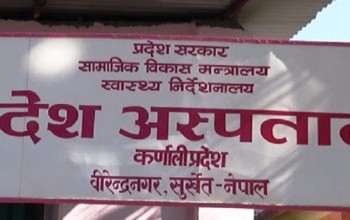 प्रदेश सरकार
सामाजिक विकास मन्त्रालय
स्वास्थ्य निर्देशनालय
देश अस्पता
कर्णाली प्रदेश
वीरेन्द्रनगर, सुर्खेत-नेपाल